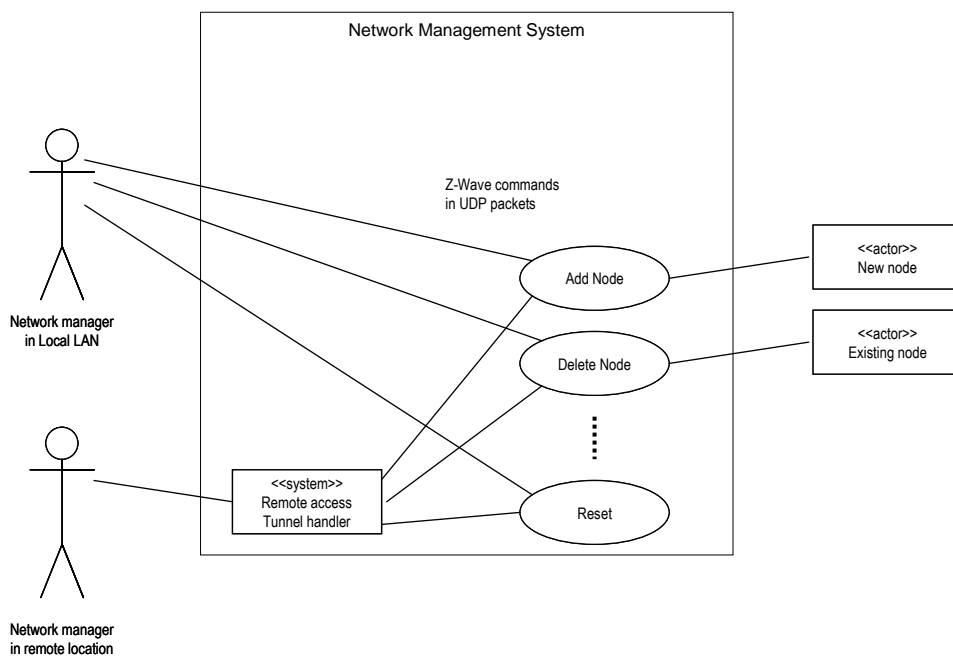 Network Management System
Z-Wave commands
in UDP packets
Add Node
<<actor>>
New node
Network manager
in Local LAN
Delete Node
<<actor>>
Existing node
<<system>>
Remote access
Tunnel handler
Reset
Network manager
in remote location